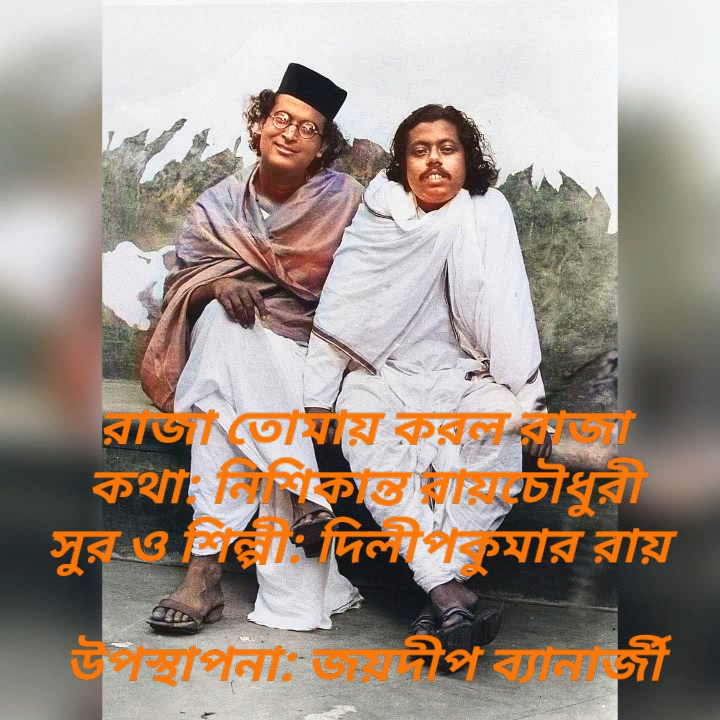 রাজা তোমায় করল রাজা
কথা: নিশিকান্ত রায়চৌধুরী
সুর ও শিল্পী: দিলীপকুমার রায়
উপস্থাপনা: জয়দীপ ব্যানার্জী